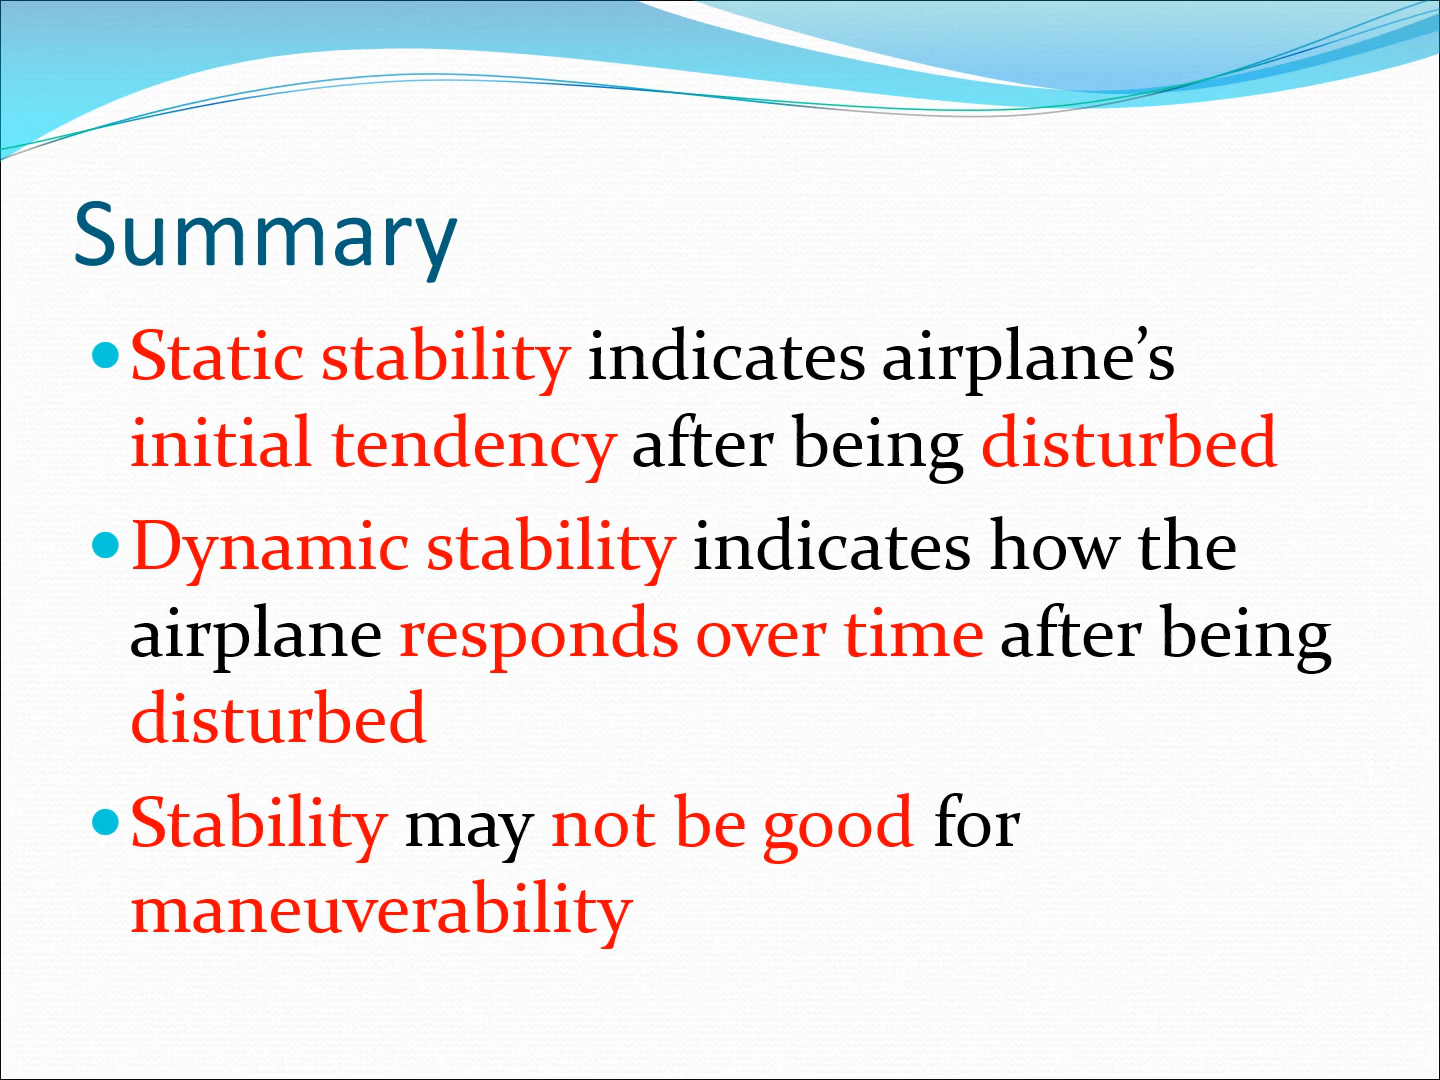 Summary
• Static stability indicates airplane’s
initial tendency after being disturbed
• Dynamic stability indicates how the
airplane responds over time after being
disturbed
• Stability may not be good for
maneuverability